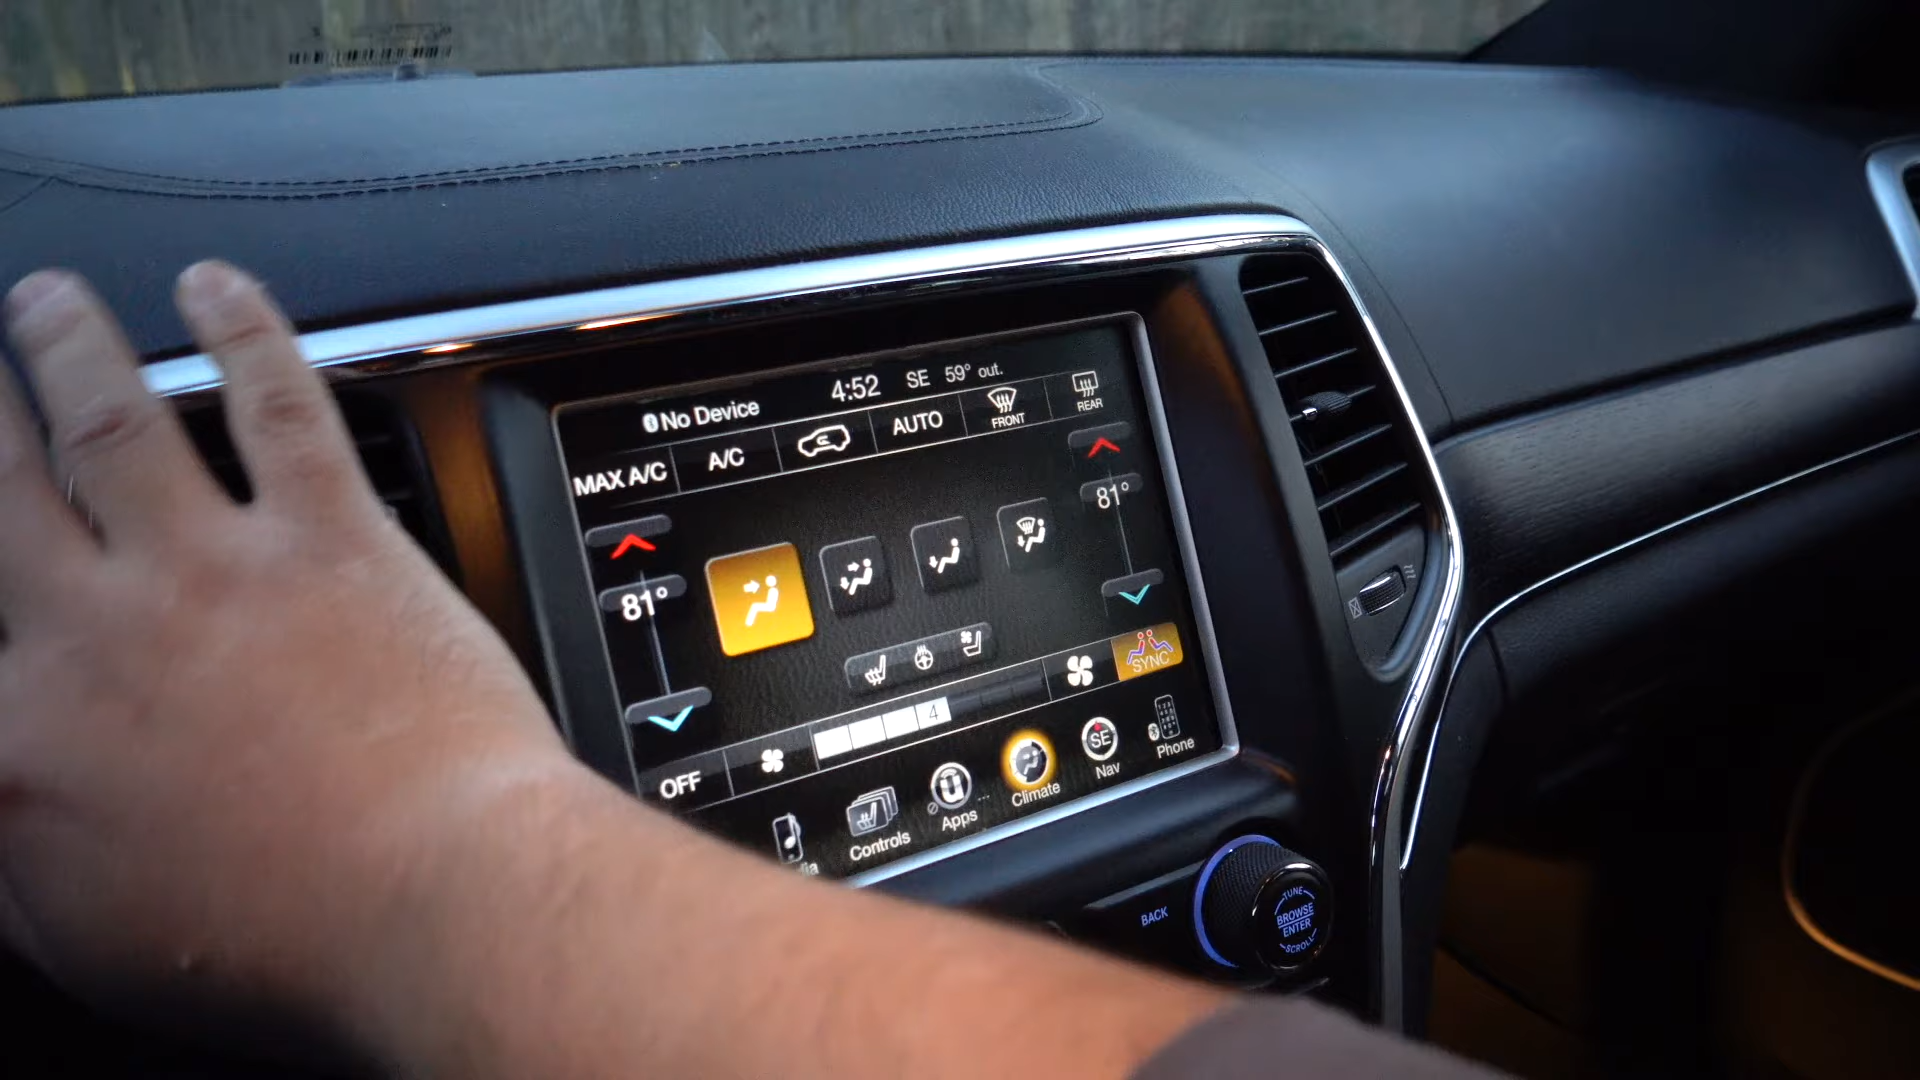 No Device 4:52 SE 59° out.
MAX A/C A/C AUTO FRONT REAR
81°
81°
SYNC
4
OFF
Controls Apps Climate Nav Phone
SE
BACK
TUNE
BROWSE
ENTER
SCROLL